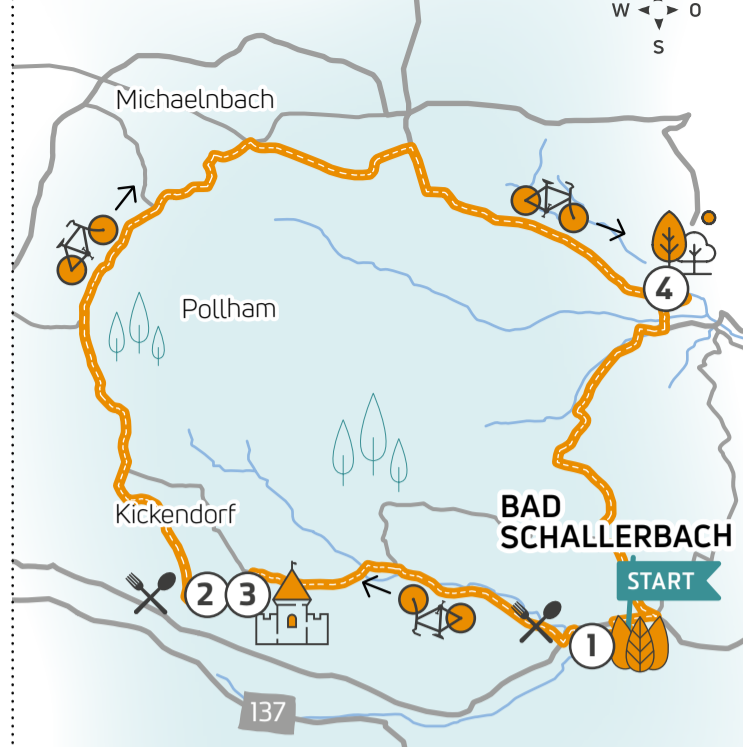 W O
S
Michaelnbach
4
Pollham
Kickendorf
BAD
SCHALLERBACH
START
2 3
1
137